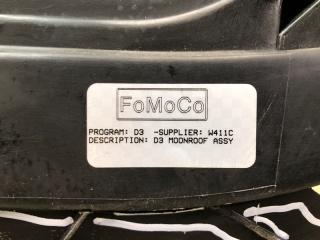 FoMoCo
PROGRAM: D3 -SUPPLIER: W411C
DESCRIPTION: D3 MOONROOF ASSY